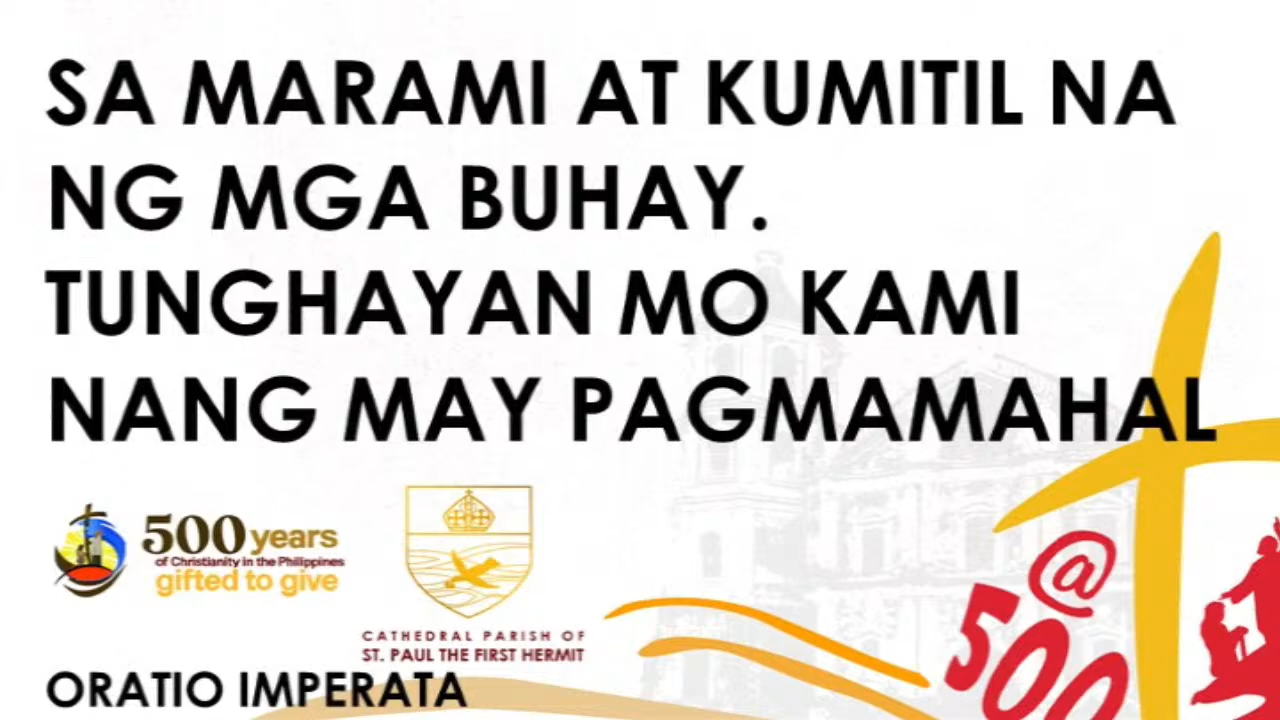 SA MARAMI AT KUMITIL NA
NG MGA BUHAY.
TUNGHAYAN MO KAMI
NANG MAY PAGMAMAHAL
500 years
of Christianity in the Philippines
gifted to give
CATHEDRAL PARISH OF
ST. PAUL THE FIRST HERMIT
@
500
ORATIO IMPERATA